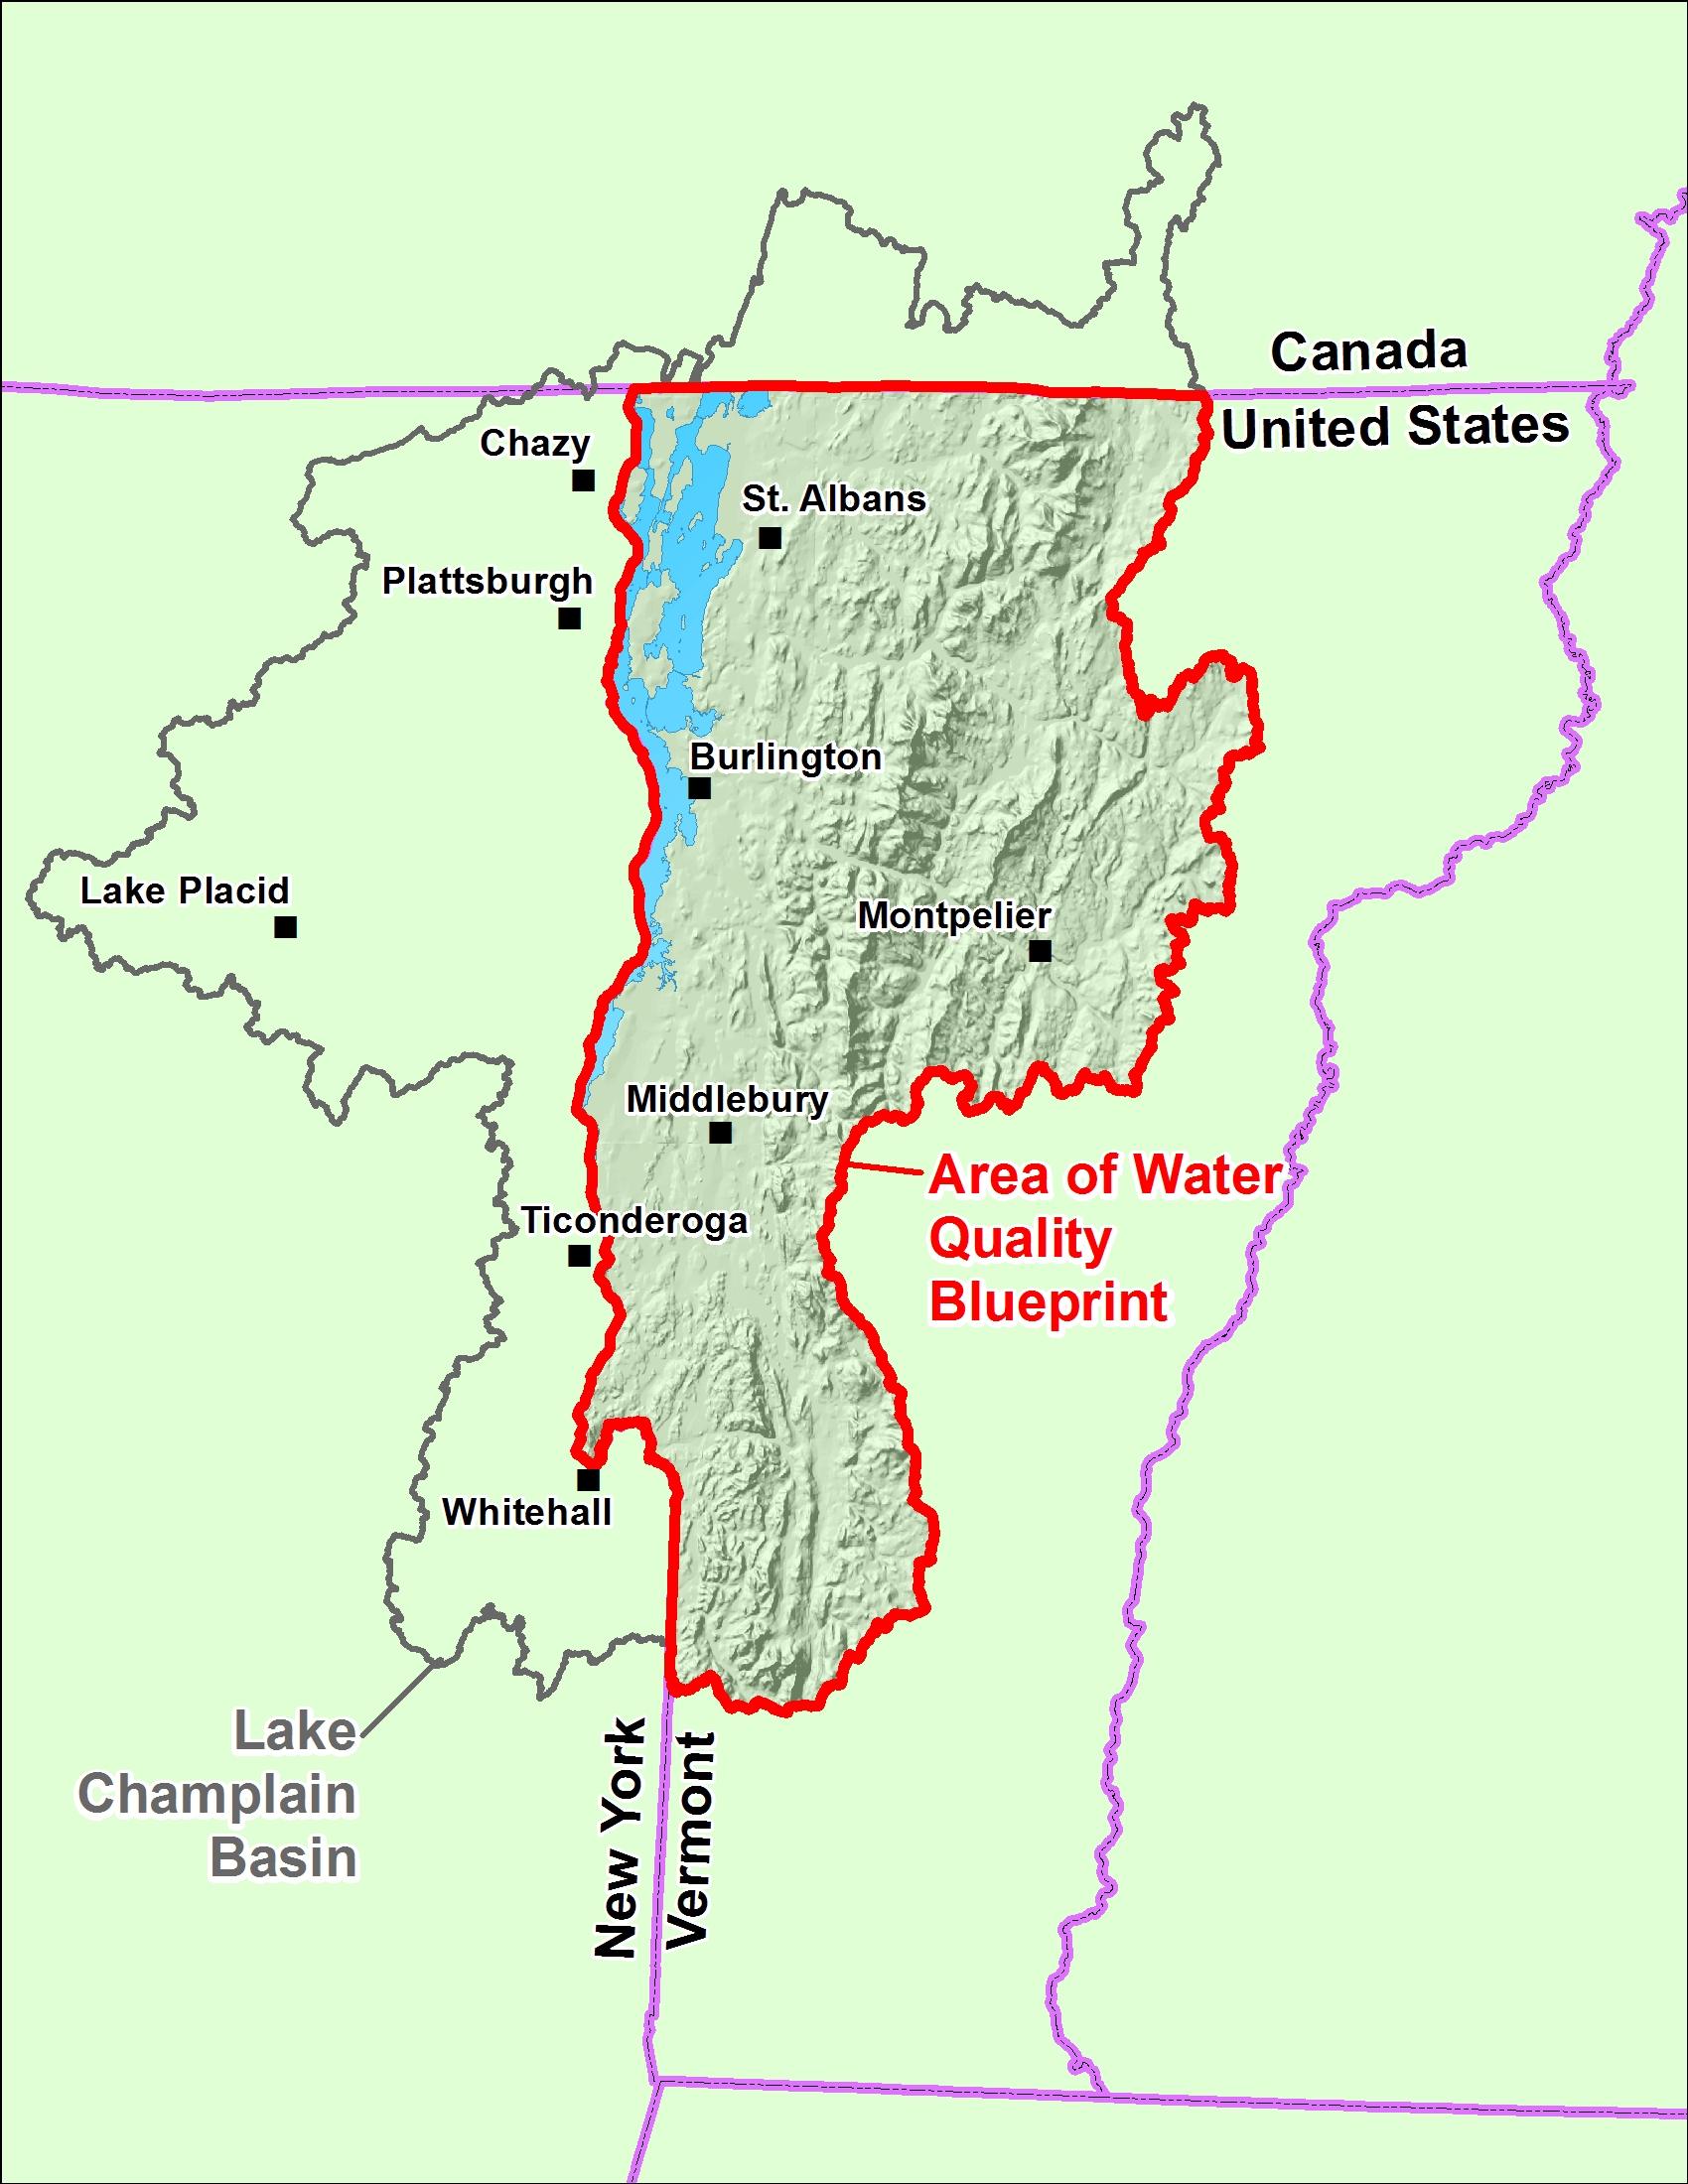 Canada
United States
Chazy
St. Albans
Plattsburgh
Burlington
Lake Placid
Montpelier
Middlebury
Area of Water
Quality
Blueprint
Ticonderoga
Whitehall
Lake
Champlain
Basin
New York
Vermont